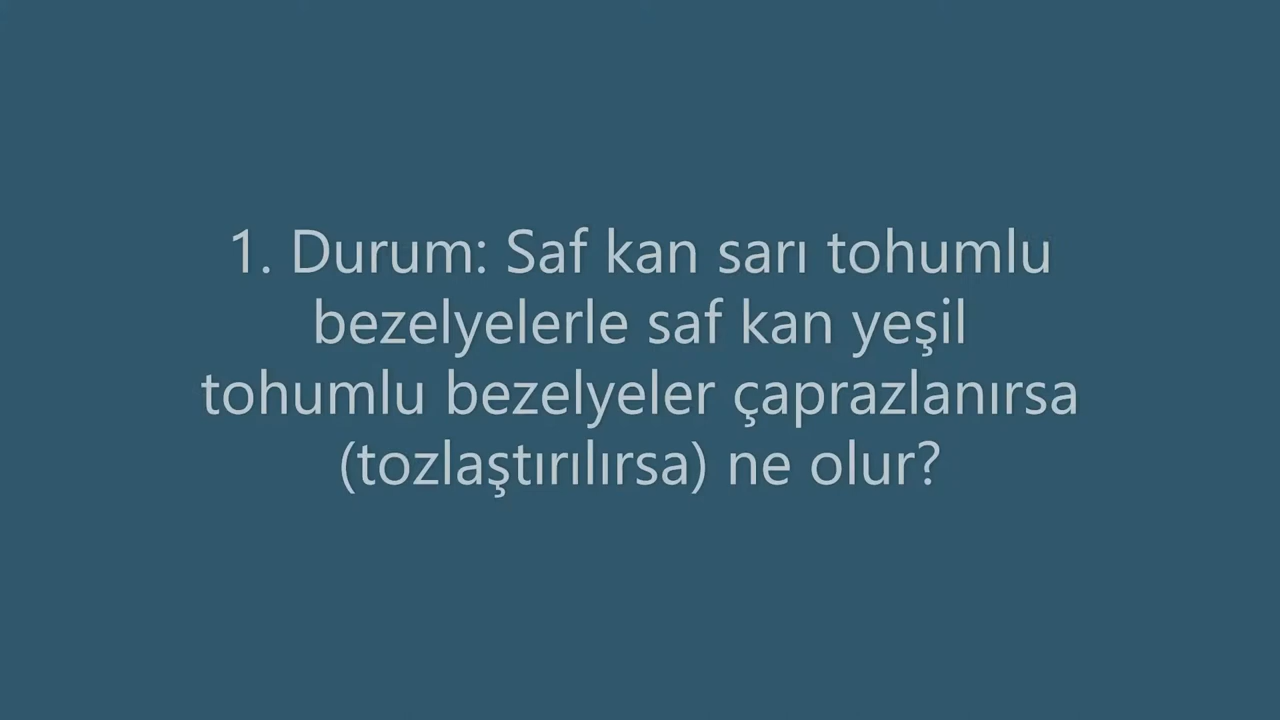 1. Durum: Saf kan sarı tohumlu
bezelyelerle saf kan yeşil
tohumlu bezelyeler çaprazlanırsa
(tozlaştırılırsa) ne olur?